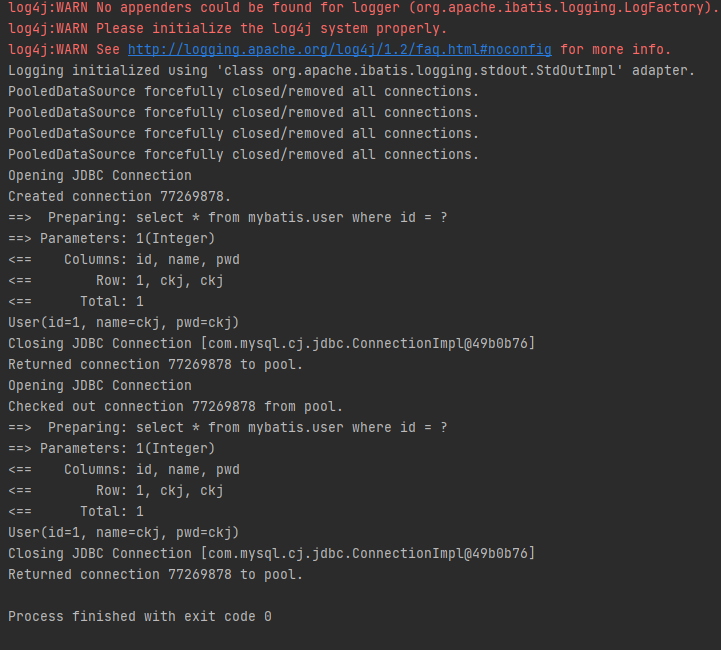 log4j:WARN No appenders could be found for logger (org.apache.ibatis.logging.LogFactory).
log4j:WARN Please initialize the log4j system properly.
log4j:WARN See http://logging.apache.org/log4j/1.2/faq.html#noconfig for more info.
Logging initialized using 'class org.apache.ibatis.logging.stdout.StdOutImpl' adapter.
PooledDataSource forcefully closed/removed all connections.
PooledDataSource forcefully closed/removed all connections.
PooledDataSource forcefully closed/removed all connections.
PooledDataSource forcefully closed/removed all connections.
Opening JDBC Connection
Created connection 77269878.
==>  Preparing: select * from mybatis.user where id = ?
==> Parameters: 1(Integer)
<==    Columns: id, name, pwd
<==        Row: 1, ckj, ckj
<==      Total: 1
User(id=1, name=ckj, pwd=ckj)
Closing JDBC Connection [com.mysql.cj.jdbc.ConnectionImpl@49b0b76]
Returned connection 77269878 to pool.
Opening JDBC Connection
Checked out connection 77269878 from pool.
==>  Preparing: select * from mybatis.user where id = ?
==> Parameters: 1(Integer)
<==    Columns: id, name, pwd
<==        Row: 1, ckj, ckj
<==      Total: 1
User(id=1, name=ckj, pwd=ckj)
Closing JDBC Connection [com.mysql.cj.jdbc.ConnectionImpl@49b0b76]
Returned connection 77269878 to pool.
Process finished with exit code 0